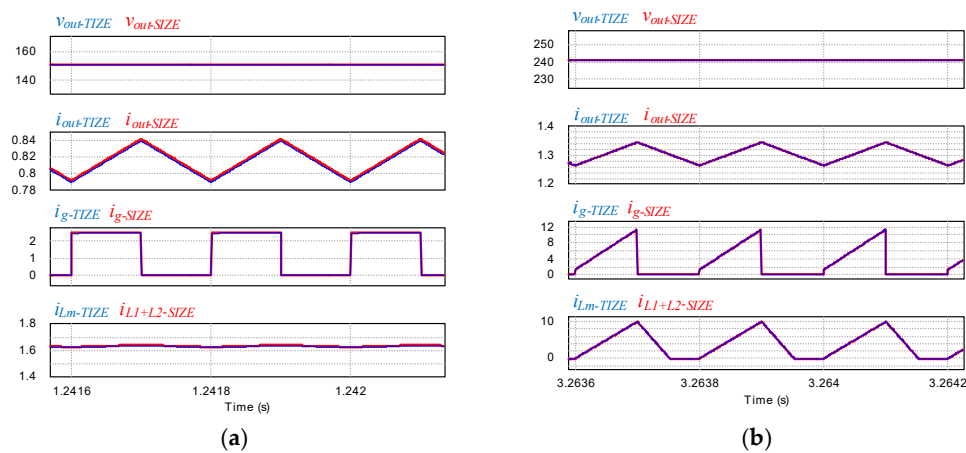 vout-TIZE vout-SIZE
160
140
iout-TIZE iout-SIZE
0.84
0.82
0.8
0.78
ig-TIZE ig-SIZE
2
0
iLm-TIZE iL1+L2-SIZE
1.8
1.6
1.4
1.2416 1.2418 1.242
Time (s)
(a)
vout-TIZE vout-SIZE
250
240
230
iout-TIZE iout-SIZE
1.4
1.3
1.2
ig-TIZE ig-SIZE
12
8
4
0
iLm-TIZE iL1+L2-SIZE
10
0
3.2636 3.2638 3.264 3.2642
Time (s)
(b)